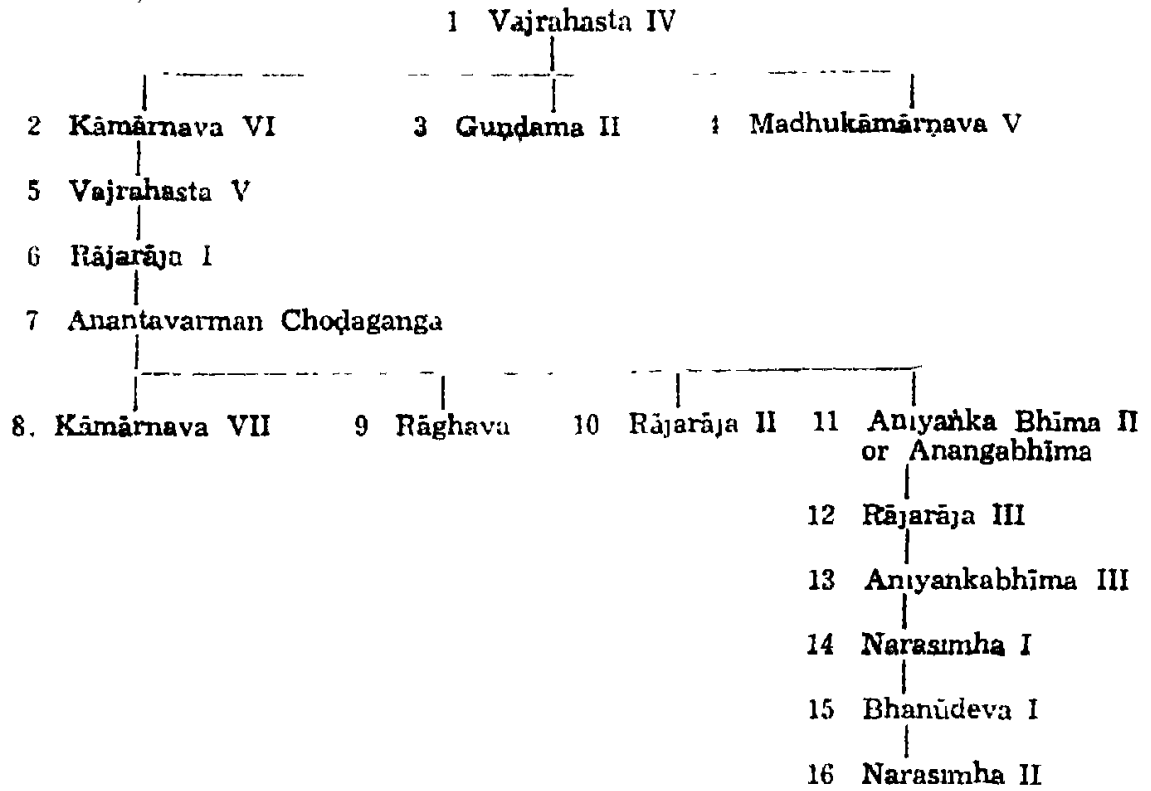 1 Vajrahasta IV
2 Kāmārnava VI 3 Guṇḍama II 4 Madhukāmārṇava V
5 Vajrahasta V
6 Rājarāja I
7 Anantavarman Choḍaganga
8. Kāmārnava VII 9 Rāghava 10 Rājarāja II 11 Aniyaṅka Bhīma II
or Anangabhīma
12 Rājarāja III
13 Aniyankabhīma III
14 Narasimha I
15 Bhanūdeva I
16 Narasimha II